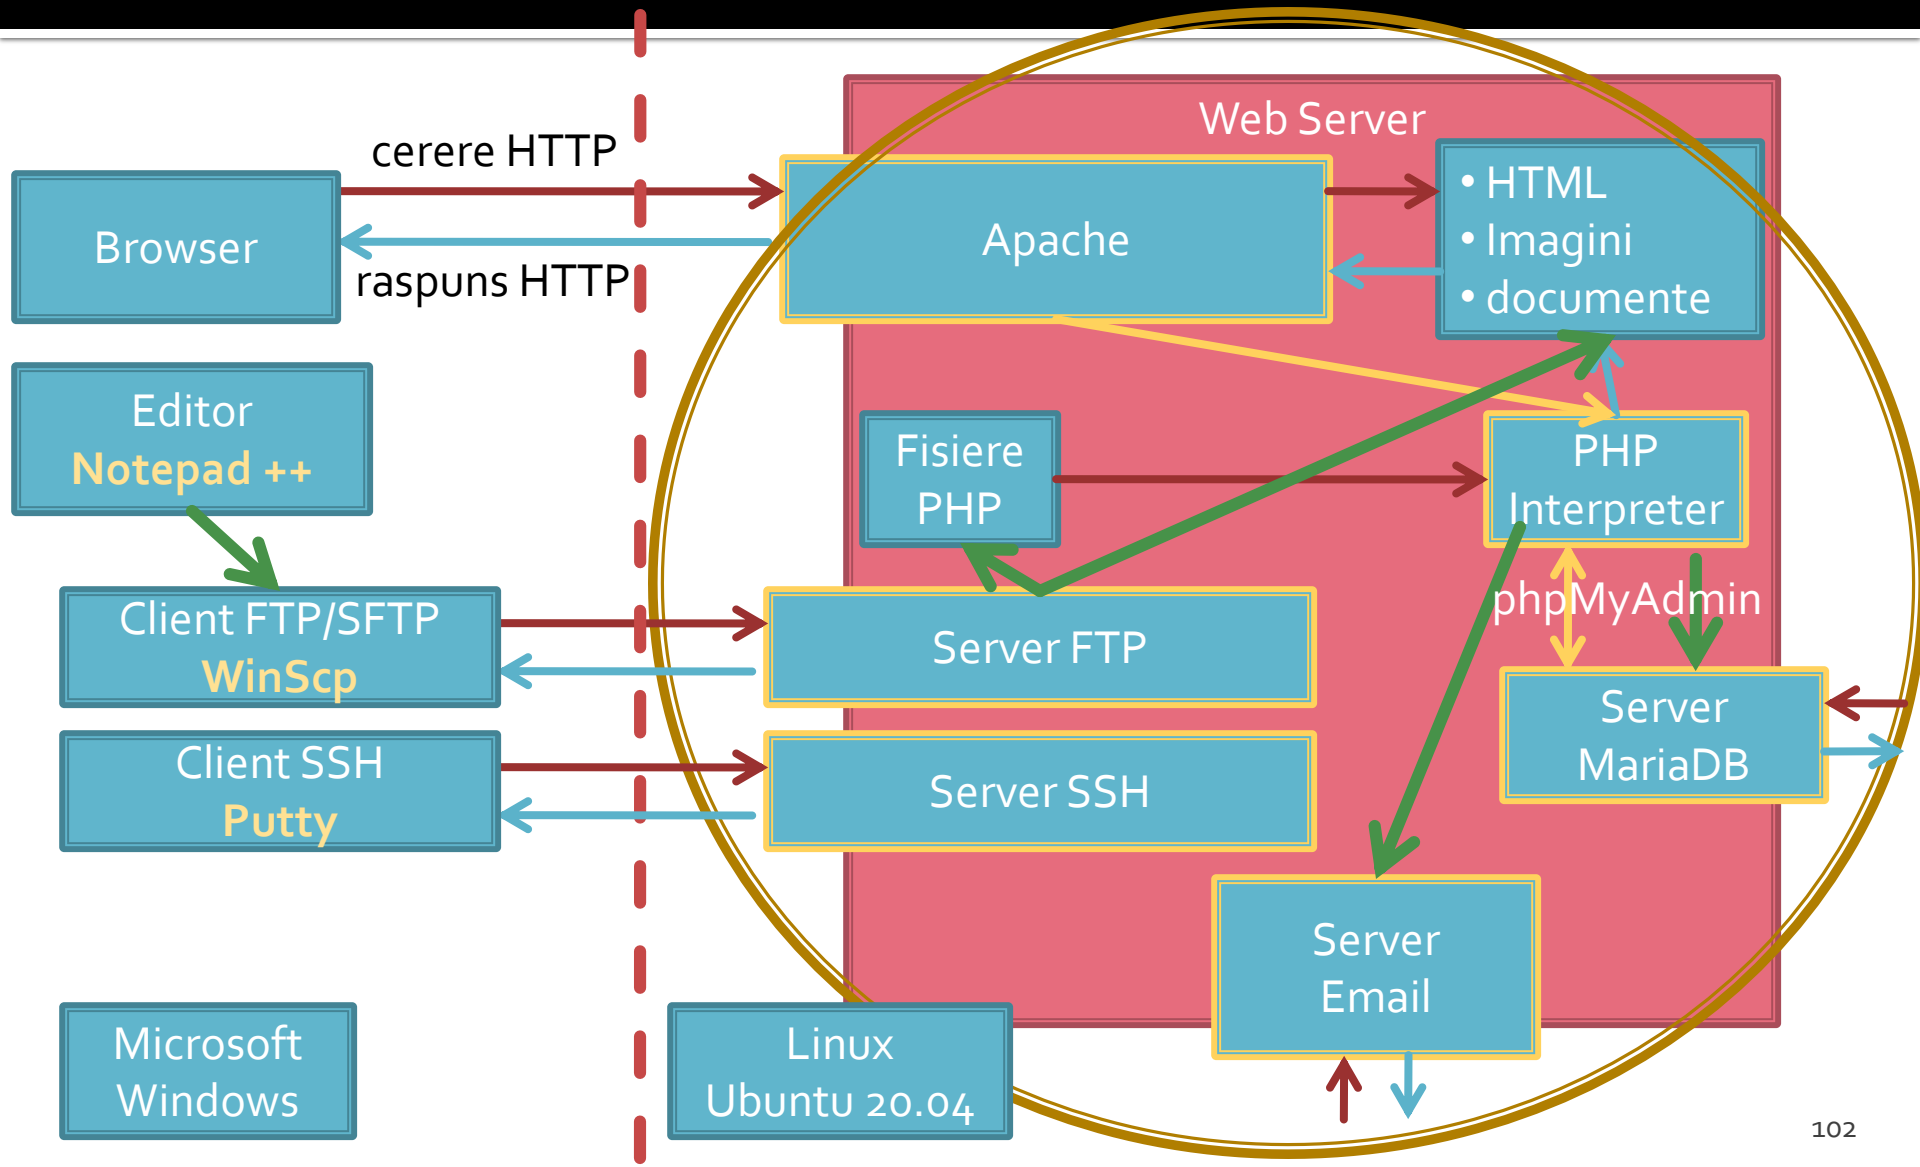 Web Server
cerere HTTP
raspuns HTTP
Browser
Apache
• HTML
• Imagini
• documente
Editor
Notepad ++
Fisiere
PHP
PHP
Interpreter
phpMyAdmin
Client FTP/SFTP
WinScp
Server FTP
Server
MariaDB
Client SSH
Putty
Server SSH
Server
Email
Microsoft
Windows
Linux
Ubuntu 20.04
102